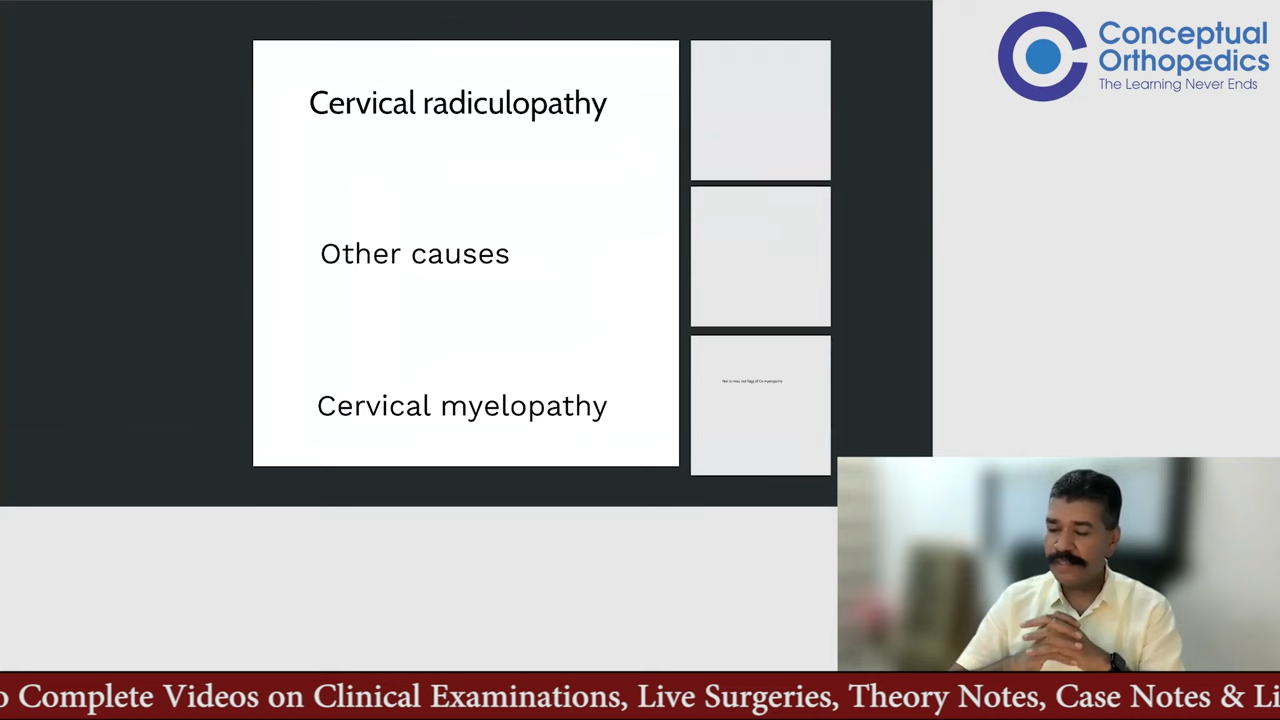 Cervical radiculopathy
Other causes
Cervical myelopathy
Conceptual
Orthopedics
The Learning Never Ends
o Complete Videos on Clinical Examinations, Live Surgeries, Theory Notes, Case Notes & Li